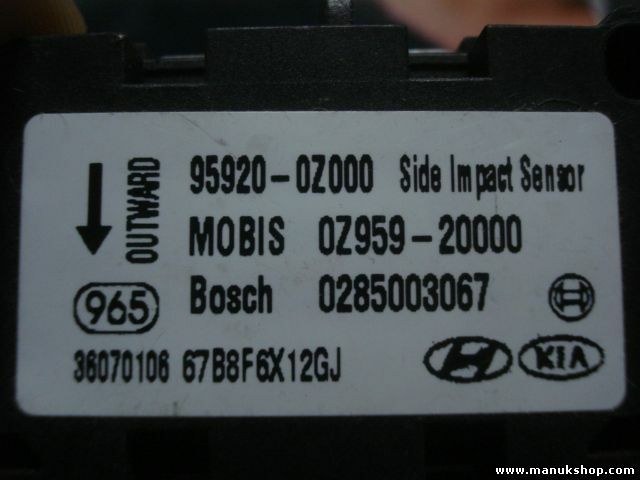 95920-0Z000 Side Impact Sensor
OUTWARD
MOBIS 0Z959-20000
965
Bosch 0285003067
36070106 67B8F6X12GJ
KIA
www.manukshop.com